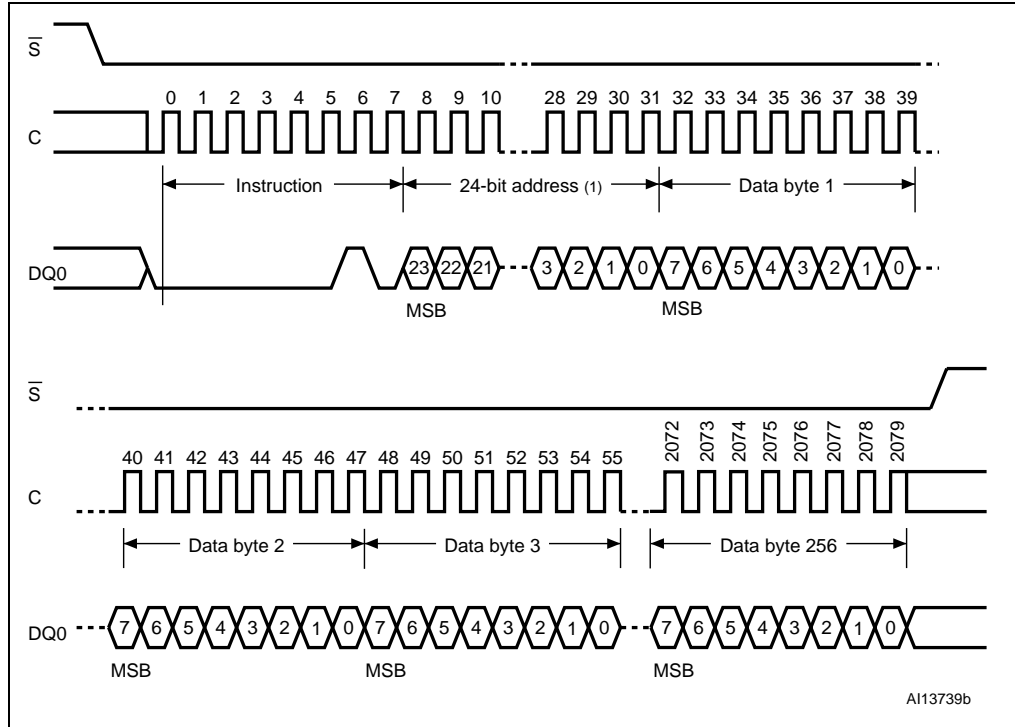 S
0 1 2 3 4 5 6 7 8 9 10 28 29 30 31 32 33 34 35 36 37 38 39
C
Instruction 24-bit address (1) Data byte 1
DQ0 23 22 21 3 2 1 0 7 6 5 4 3 2 1 0
MSB MSB
S
40 41 42 43 44 45 46 47 48 49 50 51 52 53 54 55 2072 2073 2074 2075 2076 2077 2078 2079
C
Data byte 2 Data byte 3 Data byte 256
DQ0 7 6 5 4 3 2 1 0 7 6 5 4 3 2 1 0 7 6 5 4 3 2 1 0
MSB MSB MSB
AI13739b